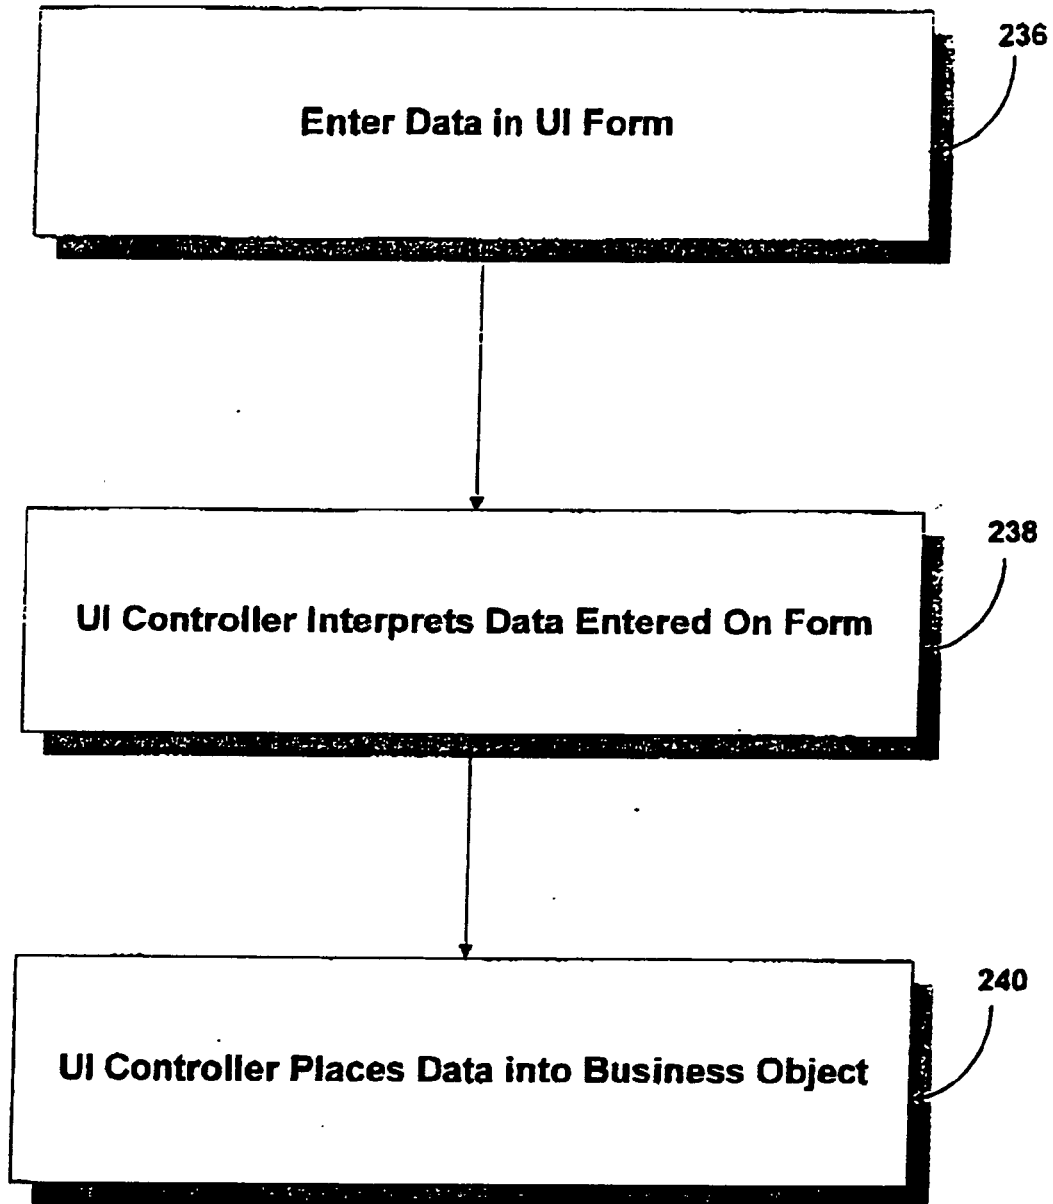 236
Enter Data in UI Form
238
UI Controller Interprets Data Entered On Form
240
UI Controller Places Data into Business Object